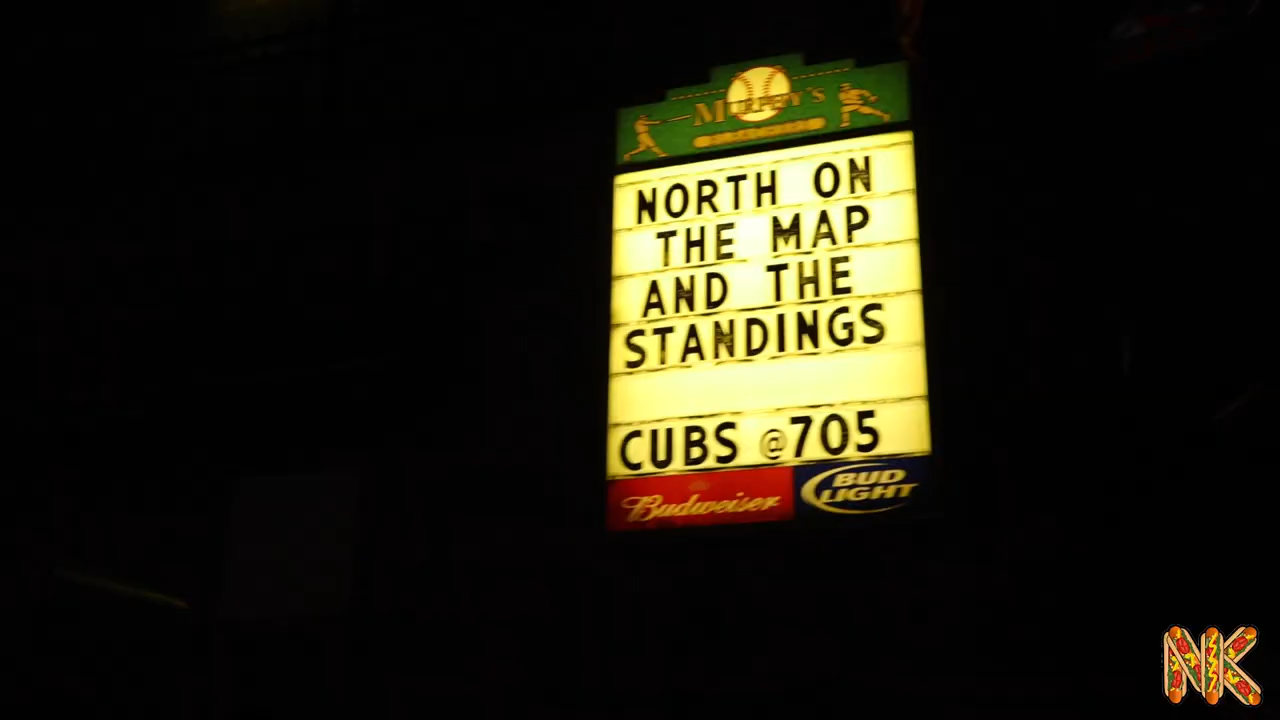 MURPHY'S
NORTH ON
THE MAP
AND THE
STANDINGS
CUBS @705
Budweiser
BUD
LIGHT
NK